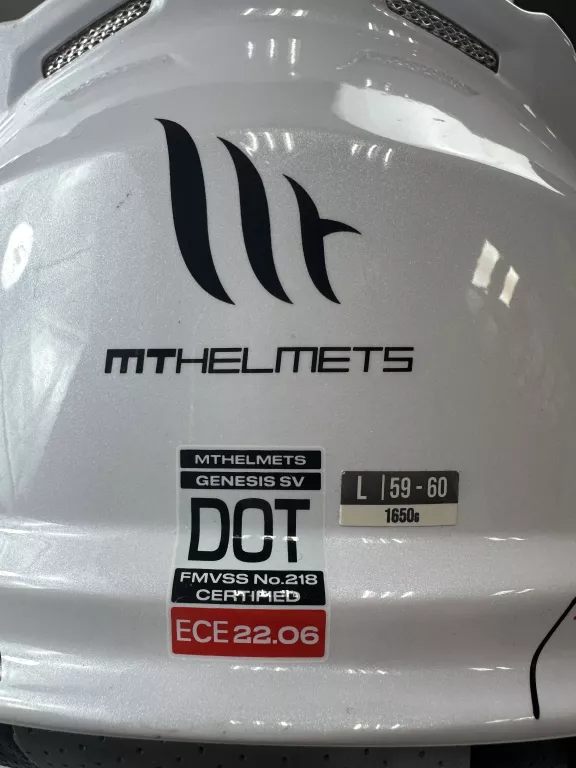 MTHELMETS
MTHELMETS
GENESIS SV
DOT
FMVSS No.218
CERTIFIED
ECE 22.06
L | 59 - 60
1650G